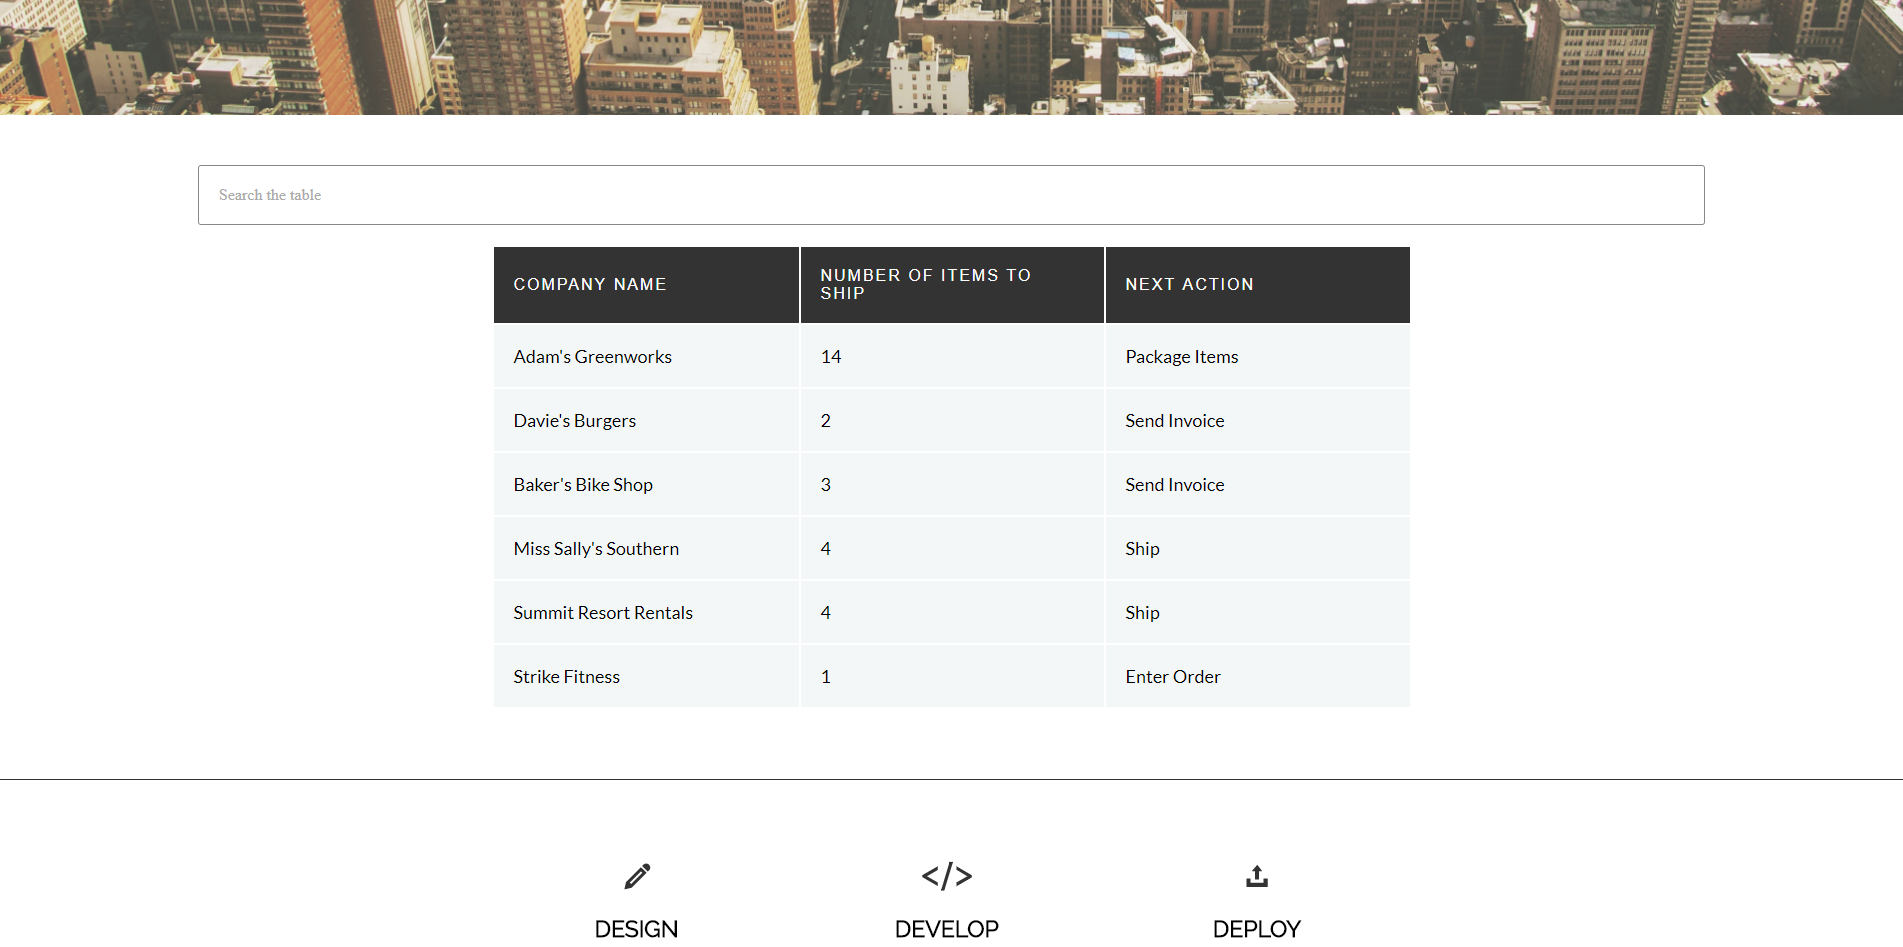 Search the table
COMPANY NAME
NUMBER OF ITEMS TO
SHIP
NEXT ACTION
Adam's Greenworks 14 Package Items
Davie's Burgers 2 Send Invoice
Baker's Bike Shop 3 Send Invoice
Miss Sally's Southern 4 Ship
Summit Resort Rentals 4 Ship
Strike Fitness 1 Enter Order
</>
DESIGN DEVELOP DEPLOY